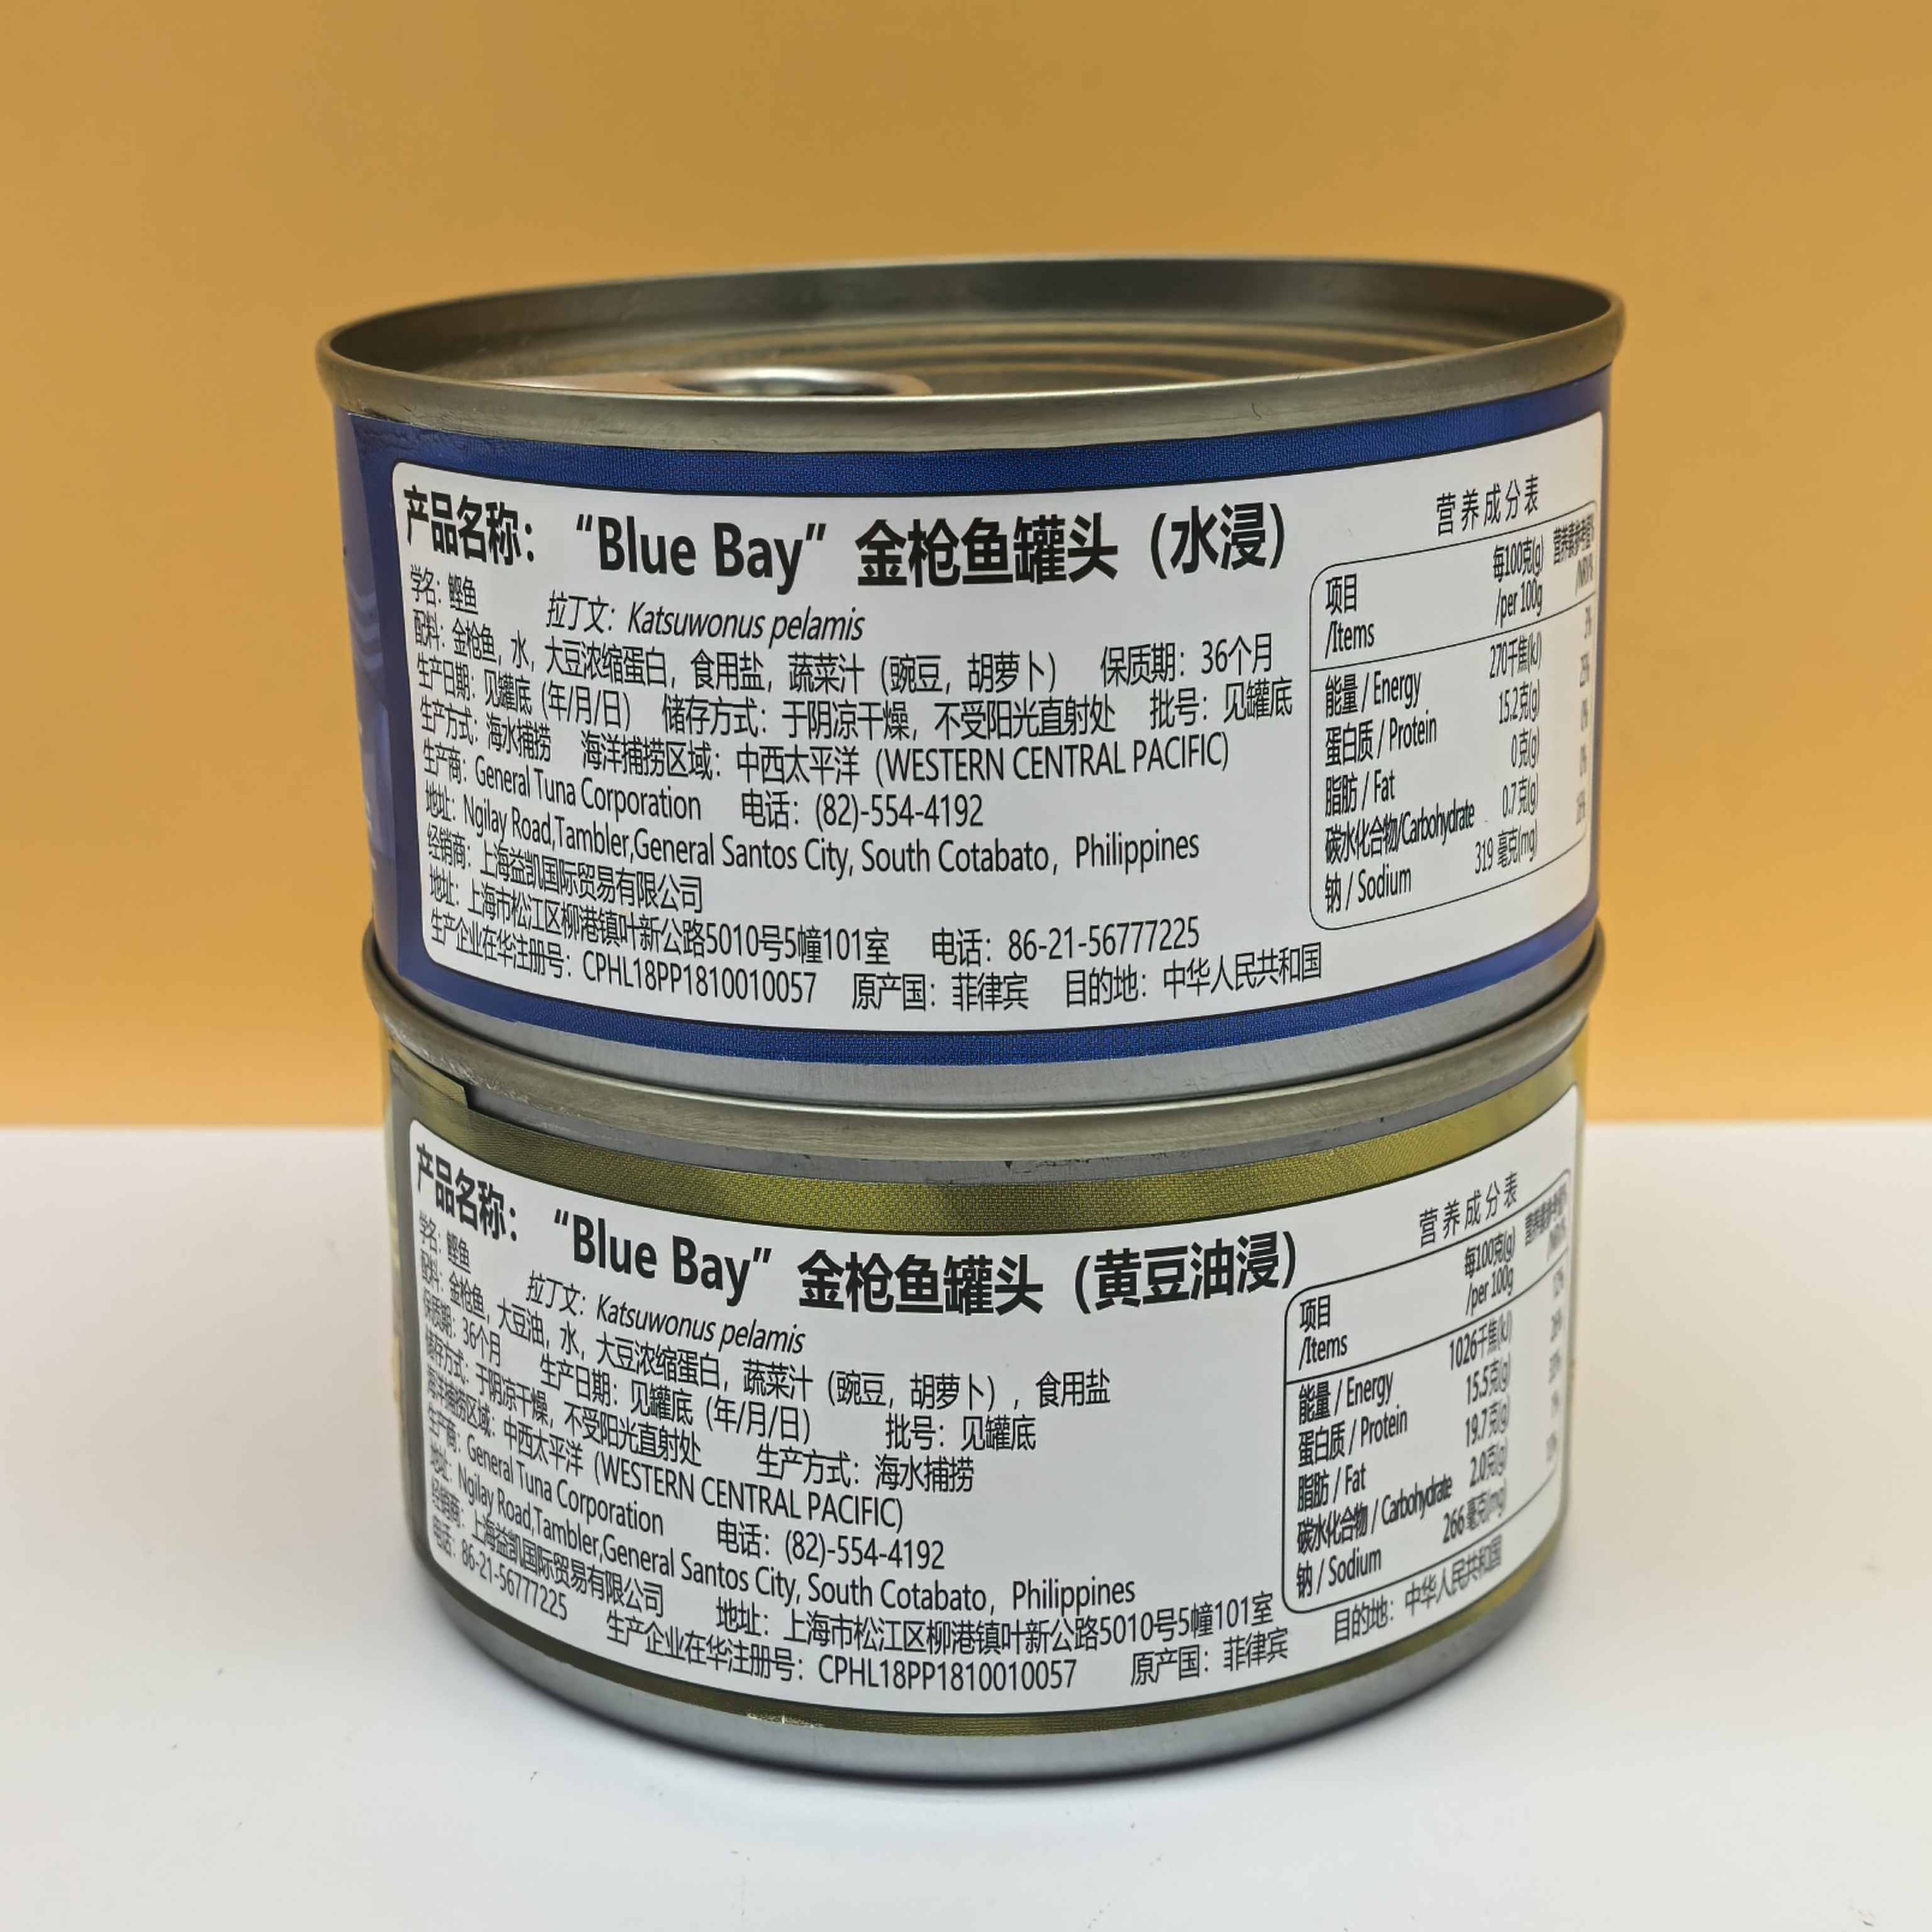 产品名称：“Blue Bay”金枪鱼罐头（水浸）
学名：鲣鱼 拉丁文：Katsuwonus pelamis
配料：金枪鱼，水，大豆浓缩蛋白，食用盐，蔬菜汁（豌豆，胡萝卜） 保质期：36个月
生产日期：见罐底（年/月/日） 储存方式：于阴凉干燥，不受阳光直射处 批号：见罐底
生产方式：海水捕捞 海洋捕捞区域：中西太平洋（WESTERN CENTRAL PACIFIC)
生产商：General Tuna Corporation 电话：(82)-554-4192
地址：Ngilay Road,Tambler,General Santos City, South Cotabato，Philippines
经销商：上海益凯国际贸易有限公司
地址：上海市松江区柳港镇叶新公路5010号5幢101室 电话：86-21-56777225
生产企业在华注册号：CPHL18PP1810010057 原产国：菲律宾 目的地：中华人民共和国
营养成分表
项目/Items 每100克(g)/per 100g 营养素参考值%/NRV%
能量 / Energy 270千焦(kJ) 3%
蛋白质 / Protein 15.2克(g) 25%
脂肪 / Fat 0克(g) 0%
碳水化合物/Carbohydrate 0.7克(g) 0%
钠 / Sodium 319 毫克(mg)
产品名称：“Blue Bay”金枪鱼罐头（黄豆油浸）
学名：鲣鱼 拉丁文：Katsuwonus pelamis
配料：金枪鱼，大豆油，水，大豆浓缩蛋白，蔬菜汁（豌豆，胡萝卜）, 食用盐
保质期：36个月 生产日期：见罐底（年/月/日） 批号：见罐底
储存方式：于阴凉干燥，不受阳光直射处 生产方式：海水捕捞
海洋捕捞区域：中西太平洋（WESTERN CENTRAL PACIFIC)
生产商：General Tuna Corporation 电话：(82)-554-4192
地址：Ngilay Road,Tambler,General Santos City, South Cotabato，Philippines
经销商：上海益凯国际贸易有限公司 地址：上海市松江区柳港镇叶新公路5010号5幢101室
电话：86-21-56777225 生产企业在华注册号：CPHL18PP1810010057 原产国：菲律宾 目的地：中华人民共和国
营养成分表
项目/Items 每100克(g)/per 100g 营养素参考值%/NRV%
能量 / Energy 1026千焦(kJ) 12%
蛋白质 / Protein 15.5克(g) 26%
脂肪 / Fat 19.7克(g)
碳水化合物 / Carbohydrate 2.0克(g)
钠 / Sodium 266毫克(mg)